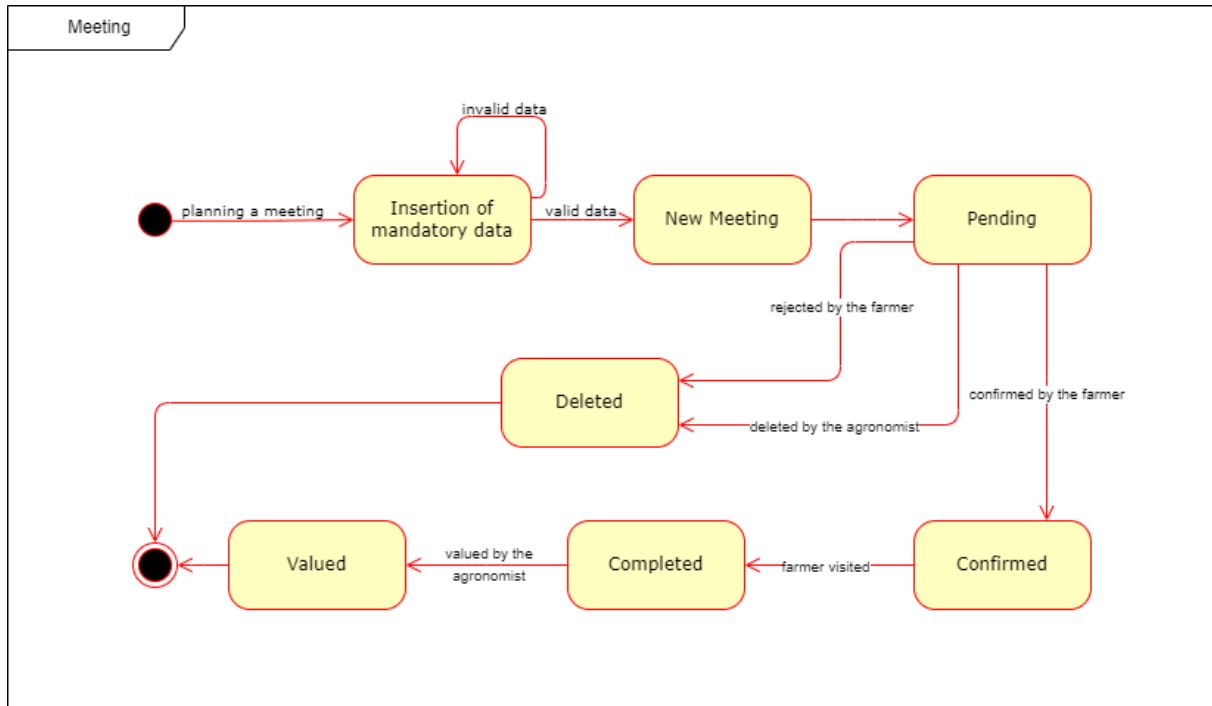 Meeting
invalid data
planning a meeting
Insertion of
mandatory data
valid data
New Meeting
Pending
rejected by the farmer
Deleted
confirmed by the farmer
deleted by the agronomist
Valued
valued by the
agronomist
Completed
farmer visited
Confirmed